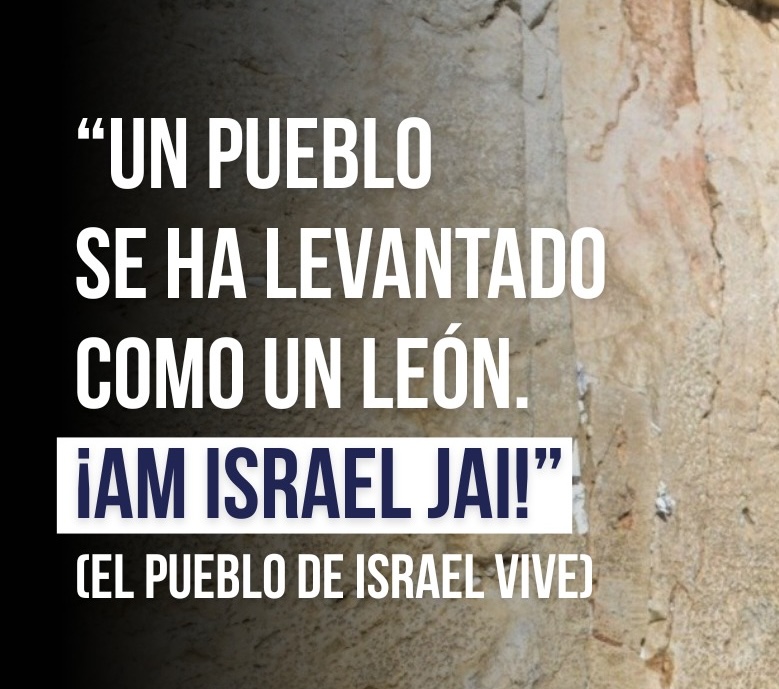 “UN PUEBLO
SE HA LEVANTADO
COMO UN LEÓN.
¡AM ISRAEL JAI!”
(EL PUEBLO DE ISRAEL VIVE)